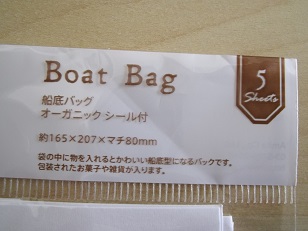 Boat Bag
5
Sheets
船底バッグ
オーガニック シール付
約165×207×マチ80mm
袋の中に物を入れるとかわいい船底型になるバックです。
包装されたお菓子や雑貨が入ります。